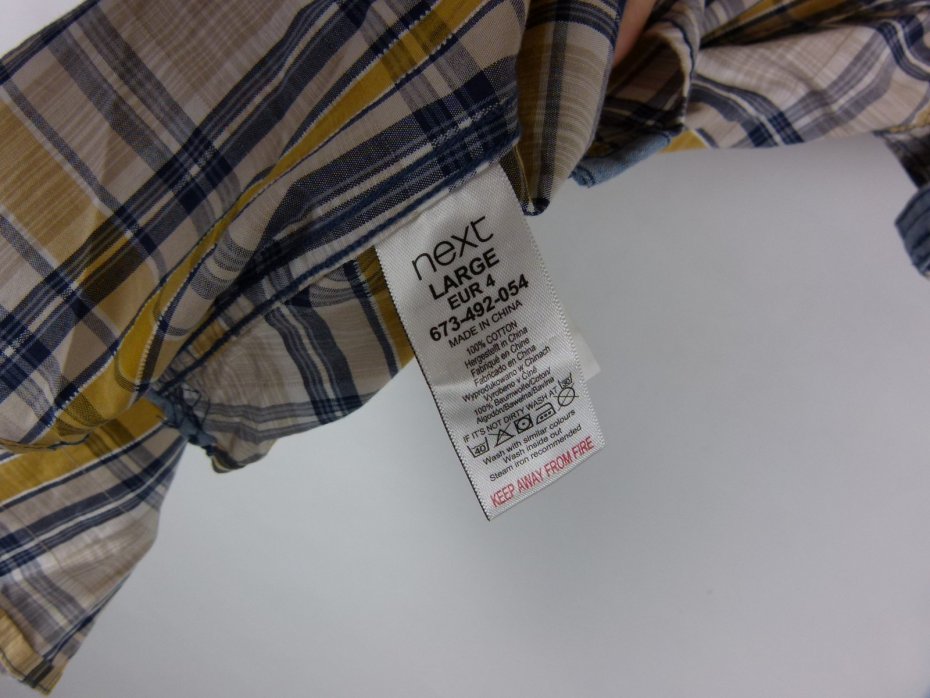 next
LARGE
EUR 4
673-492-054
MADE IN CHINA
100% COTTON
Hergestellt in China
Fabriqué en Chine
Fabricado en China
Wyprodukowano w Chinach
Vyrobeno v Číně
100% Baumwolle/Coton/
Algodón/Bawełna/Bavlna
IF IT'S NOT DIRTY WASH AT 30°
40
Wash with similar colours
Wash inside out
Steam iron recommended
KEEP AWAY FROM FIRE